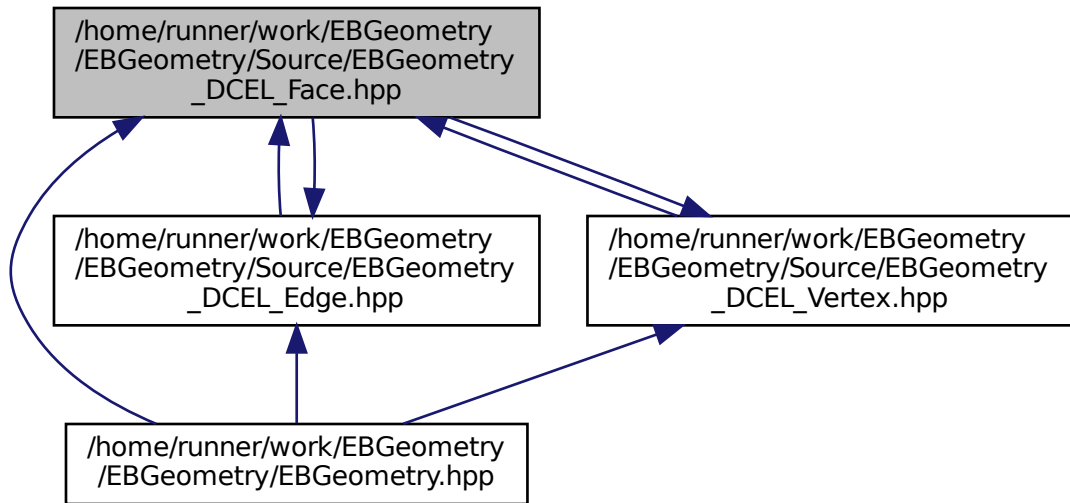 /home/runner/work/EBGeometry
/EBGeometry/Source/EBGeometry
_DCEL_Face.hpp
/home/runner/work/EBGeometry
/EBGeometry/Source/EBGeometry
_DCEL_Edge.hpp
/home/runner/work/EBGeometry
/EBGeometry/Source/EBGeometry
_DCEL_Vertex.hpp
/home/runner/work/EBGeometry
/EBGeometry/EBGeometry.hpp